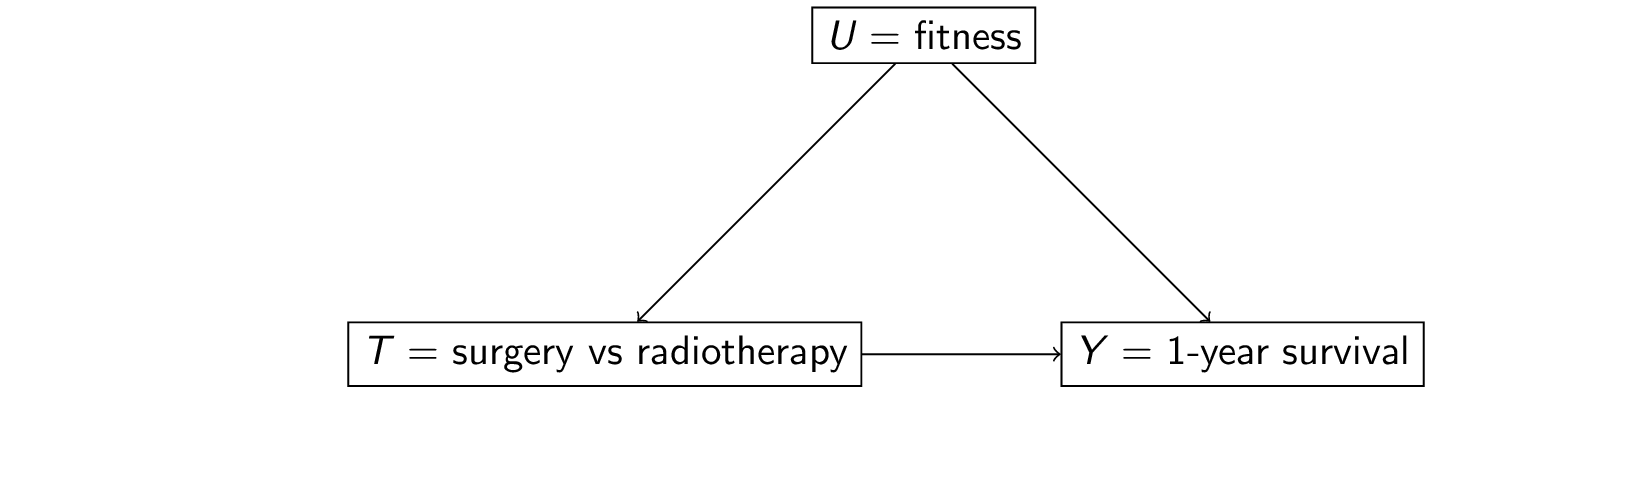 U = fitness
T = surgery vs radiotherapy
Y = 1-year survival